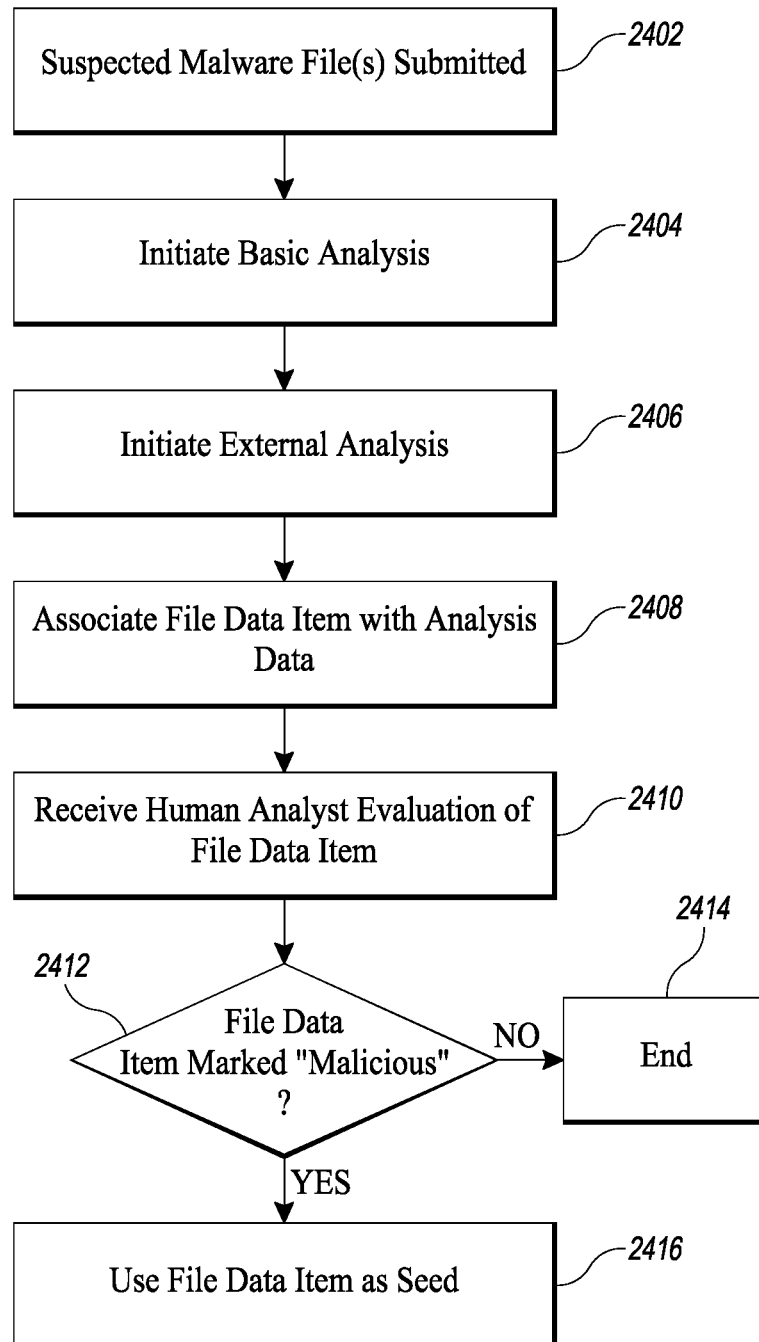 Suspected Malware File(s) Submitted
2402
Initiate Basic Analysis
2404
Initiate External Analysis
2406
Associate File Data Item with Analysis
Data
2408
Receive Human Analyst Evaluation of
File Data Item
2410
2412
File Data
Item Marked "Malicious"
?
NO
2414
End
YES
Use File Data Item as Seed
2416